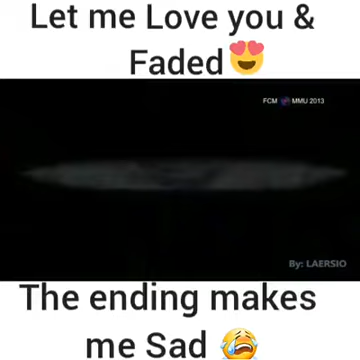 Let me Love you &
Faded😍
FCM MMU 2013
By: LAERSIO
The ending makes
me Sad 😭